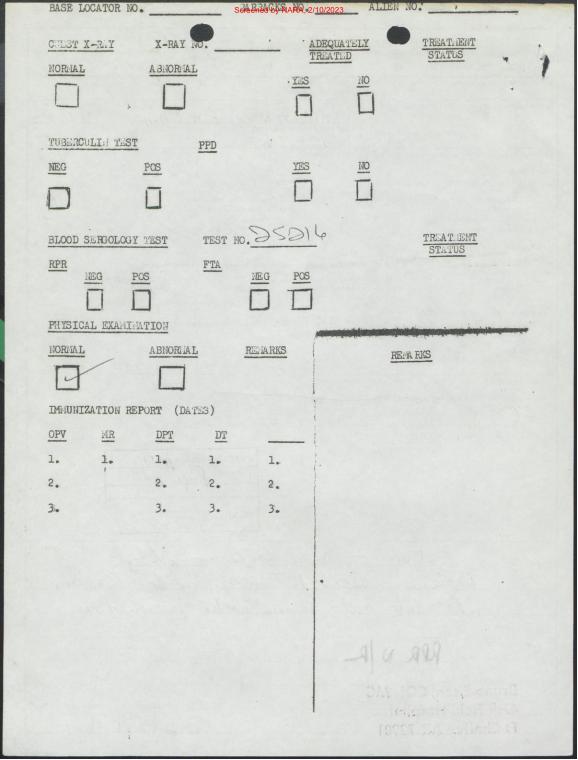 Screened by NARA, 2/10/2023
BASE LOCATOR NO. BARRACKS NO. ALIEN NO.
CHEST X-RAY X-RAY NO. ADEQUATELY TREATED TREATMENT STATUS
NORMAL ABNORMAL
YES NO
TUBERCULIN TEST PPD
NEG POS YES NO
BLOOD SEROLOGY TEST TEST NO. 25216 TREATMENT STATUS
RPR FTA
NEG POS NEG POS
PHYSICAL EXAMINATION
NORMAL ABNORMAL REMARKS REMARKS
IMMUNIZATION REPORT (DATES)
OPV MR DPT DT
1. 1. 1. 1. 1.
2. 2. 2. 2.
3. 3. 3. 3.
RPR N/R